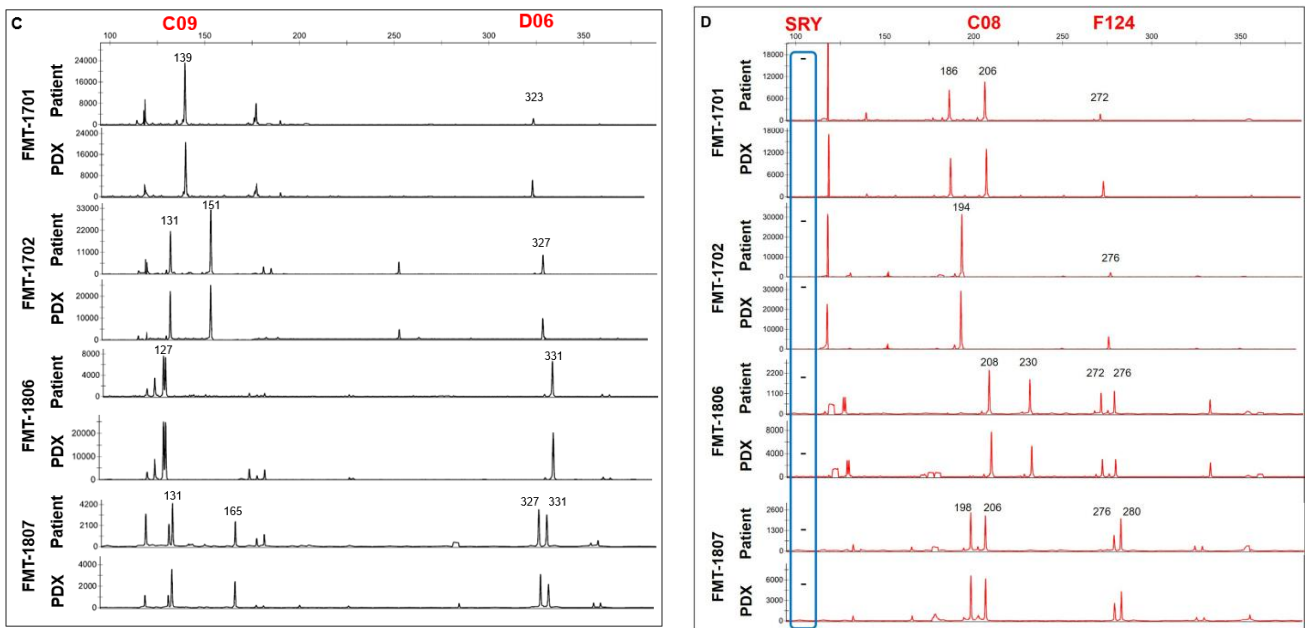 C
C09
D06
100 150 200 250 300 350
FMT-1701
Patient
24000
16000
8000
0
139
323
PDX
24000
16000
8000
0
FMT-1702
Patient
33000
22000
11000
0
131
151
327
PDX
20000
10000
0
FMT-1806
Patient
8000
4000
0
127
331
PDX
20000
10000
0
FMT-1807
Patient
4200
2100
0
131
165
327 331
PDX
4000
2000
0
D
SRY
C08
F124
100 150 200 250 300 350
FMT-1701
Patient
18000
12000
6000
0
-
186 206
272
PDX
18000
12000
6000
0
FMT-1702
Patient
30000
20000
10000
0
-
194
276
PDX
30000
20000
10000
0
-
FMT-1806
Patient
2200
1100
0
-
208 230
272 276
PDX
8000
4000
0
-
FMT-1807
Patient
2600
1300
0
-
198 206
276 280
PDX
6000
3000
0
-